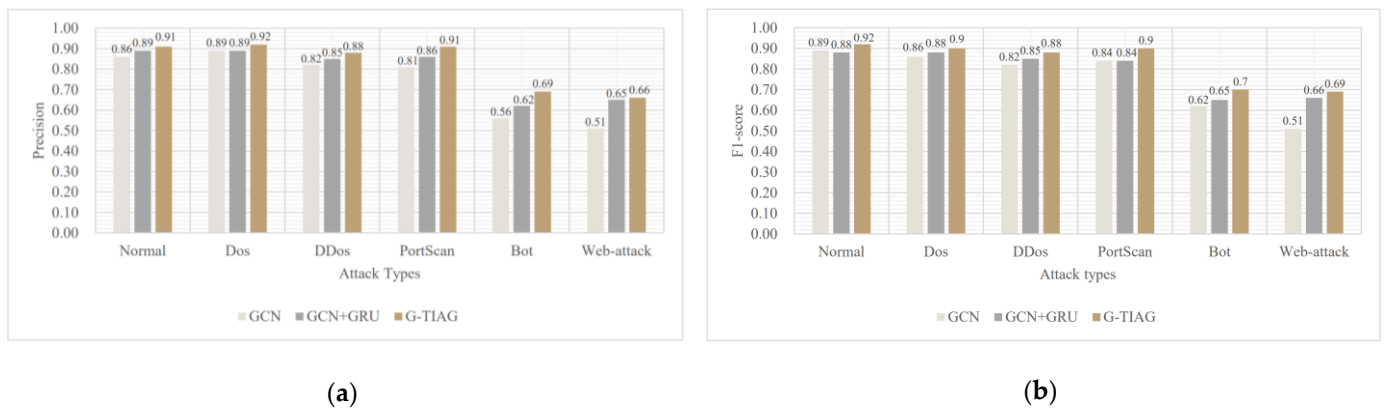 1.00
0.90
0.80
0.70
0.60
0.50
0.40
0.30
0.20
0.10
0.00
Precision
0.86 0.89 0.91
0.89 0.89 0.92
0.82 0.85 0.88
0.81 0.86 0.91
0.56 0.62 0.69
0.51 0.65 0.66
Normal Dos DDos PortScan Bot Web-attack
Attack Types
GCN GCN+GRU G-TIAG
(a)
1.00
0.90
0.80
0.70
0.60
0.50
0.40
0.30
0.20
0.10
0.00
F1-score
0.89 0.88 0.92
0.86 0.88 0.9
0.82 0.85 0.88
0.84 0.84 0.9
0.62 0.65 0.7
0.51 0.66 0.69
Normal Dos DDos PortScan Bot Web-attack
Attack types
GCN GCN+GRU G-TIAG
(b)